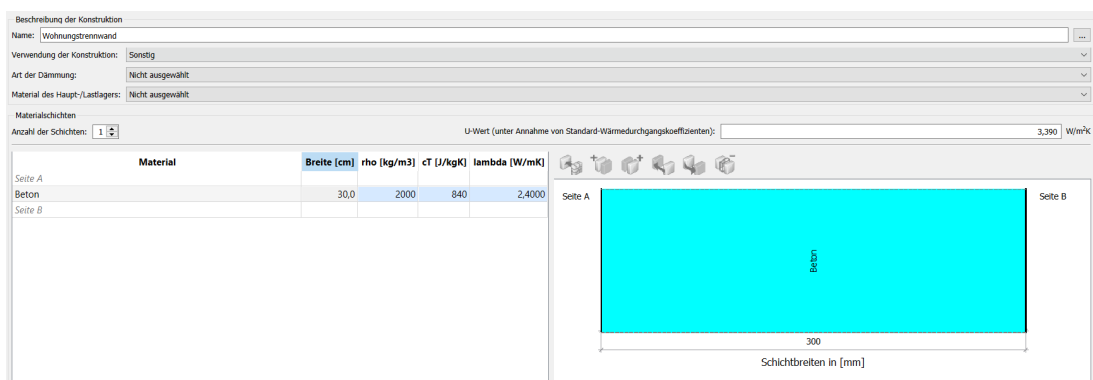 Beschreibung der Konstruktion
Name: Wohnungstrennwand ...
Verwendung der Konstruktion: Sonstig
Art der Dämmung: Nicht ausgewählt
Material des Haupt-/Lastlagers: Nicht ausgewählt
Materialschichten
Anzahl der Schichten: 1 U-Wert (unter Annahme von Standard-Wärmedurchgangskoeffizienten): 3,390 W/m²K
Material Breite [cm] rho [kg/m3] cT [J/kgK] lambda [W/mK]
Seite A
Beton 30,0 2000 840 2,4000
Seite B
Seite A Seite B
Beton
300
Schichtbreiten in [mm]